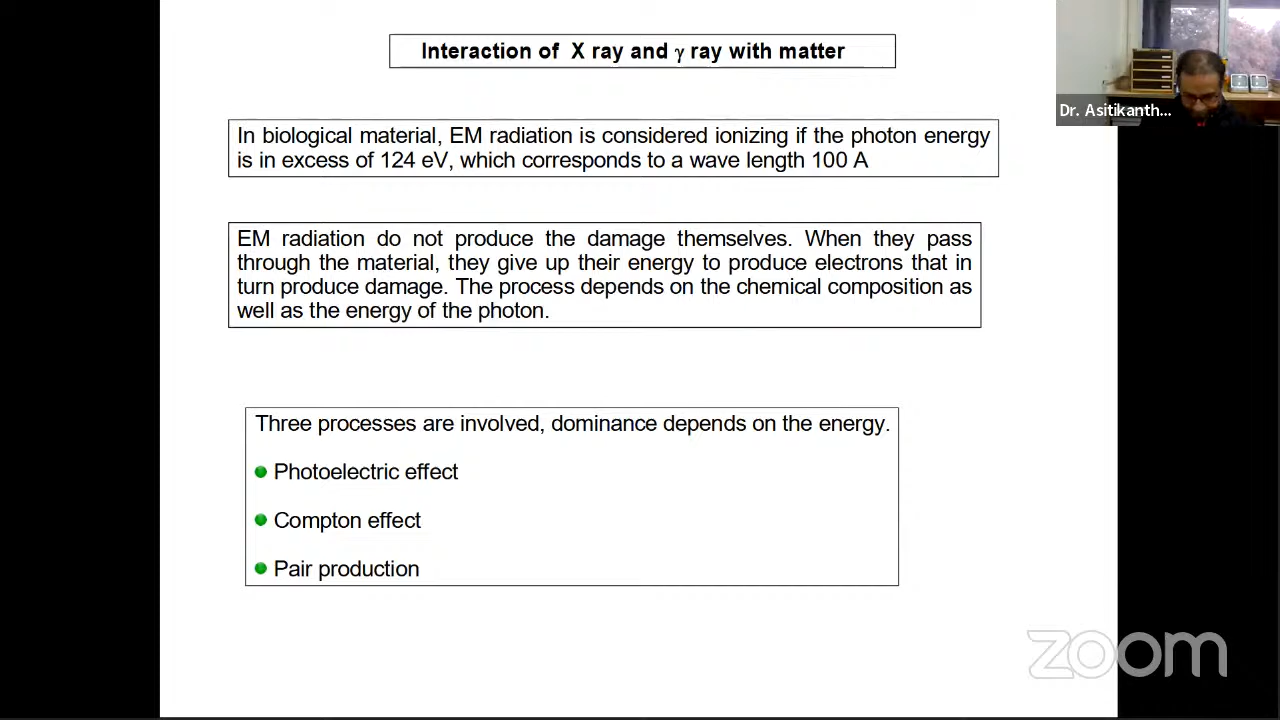 Interaction of X ray and γ ray with matter
Dr. Asitikanth...
In biological material, EM radiation is considered ionizing if the photon energy
is in excess of 124 eV, which corresponds to a wave length 100 A
EM radiation do not produce the damage themselves. When they pass
through the material, they give up their energy to produce electrons that in
turn produce damage. The process depends on the chemical composition as
well as the energy of the photon.
Three processes are involved, dominance depends on the energy.
Photoelectric effect
Compton effect
Pair production
zoom